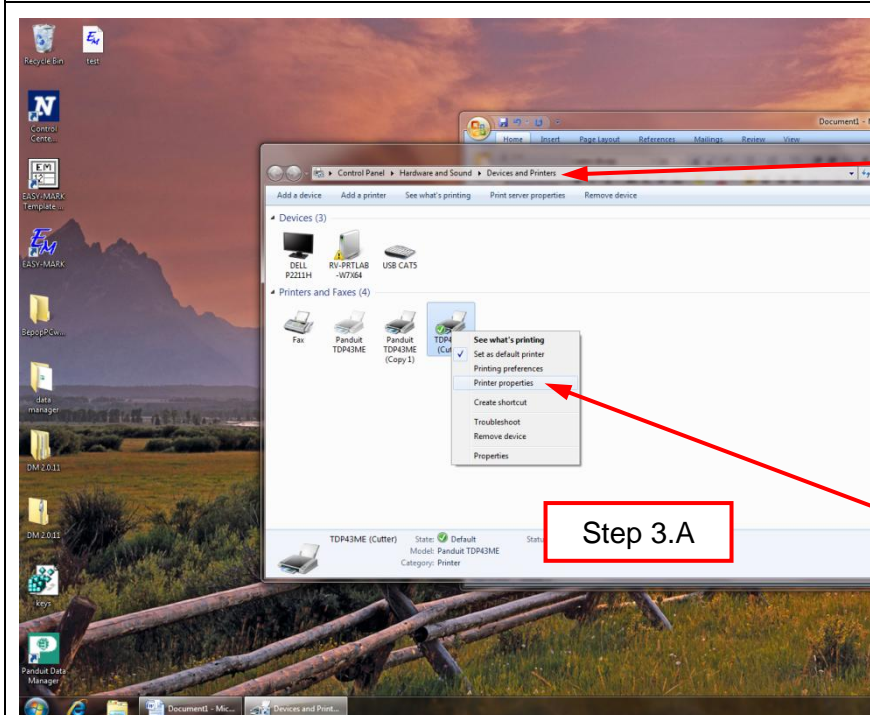 Recycle Bin
test
Control
Cente...
EASY-MARK
Template ...
EASY-MARK
BepopPCw...
data
manager
DM 2.0.11
DM 2.0.11
keys
Panduit Data
Manager
Document1 - M
Home Insert Page Layout References Mailings Review View
Control Panel Hardware and Sound Devices and Printers
Add a device Add a printer See what's printing Print server properties Remove device
Devices (3)
DELL
P2211H
RV-PRTLAB
-W7X64
USB CAT5
Printers and Faxes (4)
Fax
Panduit
TDP43ME
Panduit
TDP43ME
(Copy 1)
TDP4
(Cut
See what's printing
Set as default printer
Printing preferences
Printer properties
Create shortcut
Troubleshoot
Remove device
Properties
Step 3.A
TDP43ME (Cutter) State: Default Statu
Model: Panduit TDP43ME
Category: Printer
Document1 - Mic...
Devices and Print...